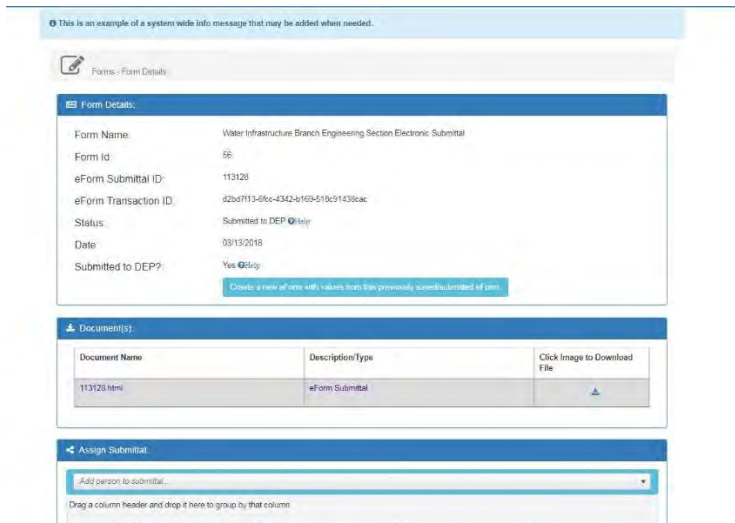 This is an example of a system wide info message that may be added when needed.
Forms - Form Details
Form Details:
Form Name: Water Infrastructure Branch Engineering Section Electronic Submittal
Form Id 56
eForm Submittal ID: 113128
eForm Transaction ID:
Status: Submitted to DEP Help
Date 03/13/2018
Submitted to DEP?: Yes Help
Create a new eForm with values from this previously saved/submitted eForm.
Document(s):
Document Name Description/Type Click Image to Download
File
113128.html eForm Submittal
Assign Submittal
Add person to submittal...
Drag a column header and drop it here to group by that column